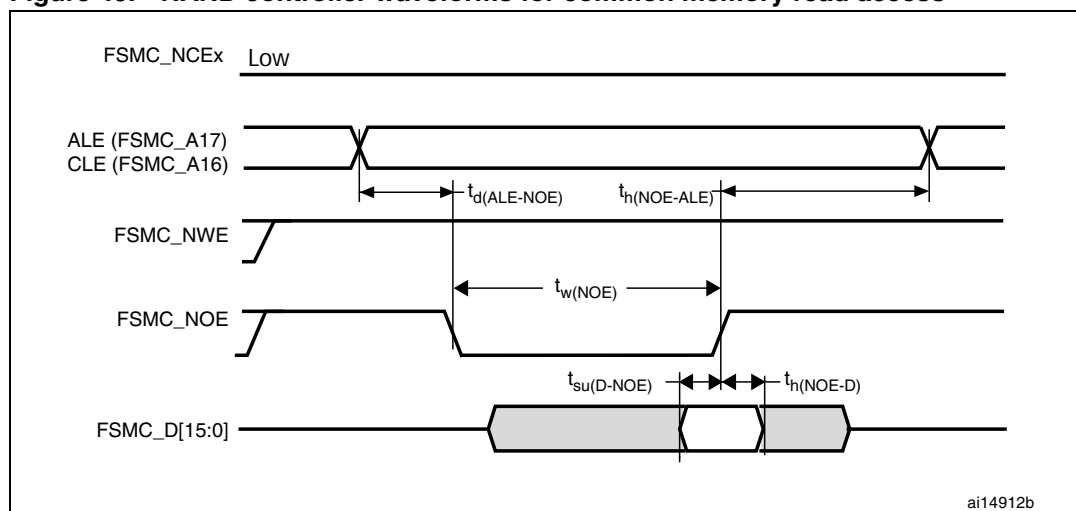 FSMC_NCEx Low
ALE (FSMC_A17)
CLE (FSMC_A16)
td(ALE-NOE) th(NOE-ALE)
FSMC_NWE
tw(NOE)
FSMC_NOE
tsu(D-NOE) th(NOE-D)
FSMC_D[15:0]
ai14912b